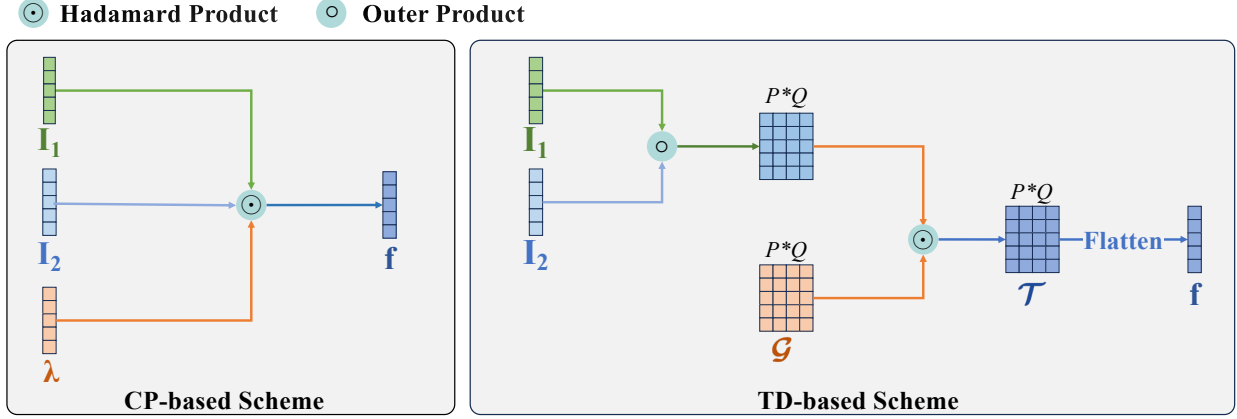 Hadamard Product
Outer Product
I₁
I₂
λ
f
CP-based Scheme
I₁
I₂
P*Q
P*Q
𝓖
P*Q
𝓣
Flatten
f
TD-based Scheme